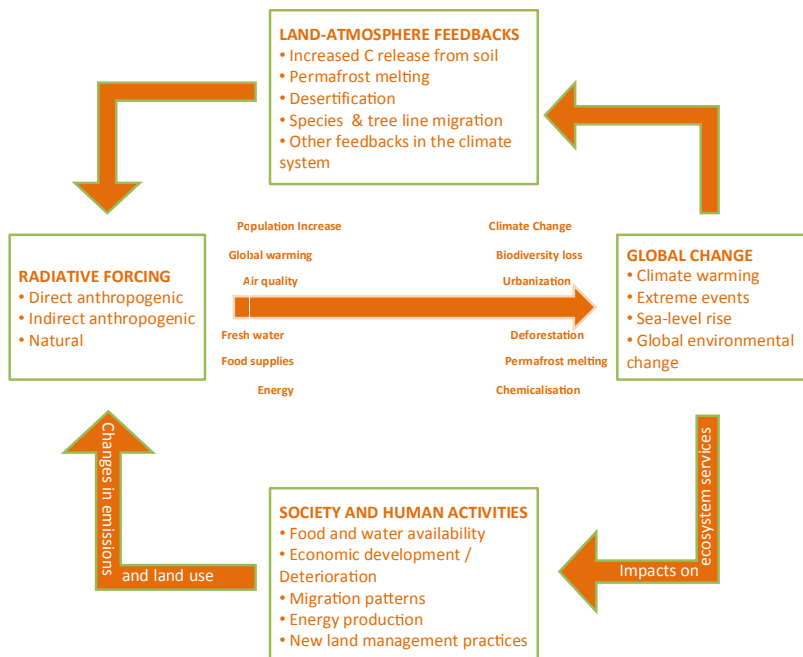 LAND-ATMOSPHERE FEEDBACKS
• Increased C release from soil
• Permafrost melting
• Desertification
• Species & tree line migration
• Other feedbacks in the climate
system
Population Increase
Global warming
Air quality
Fresh water
Food supplies
Energy
Climate Change
Biodiversity loss
Urbanization
Deforestation
Permafrost melting
Chemicalisation
RADIATIVE FORCING
• Direct anthropogenic
• Indirect anthropogenic
• Natural
GLOBAL CHANGE
• Climate warming
• Extreme events
• Sea-level rise
• Global environmental
change
Changes in emissions
and land use
SOCIETY AND HUMAN ACTIVITIES
• Food and water availability
• Economic development /
Deterioration
• Migration patterns
• Energy production
• New land management practices
Impacts on
ecosystem services